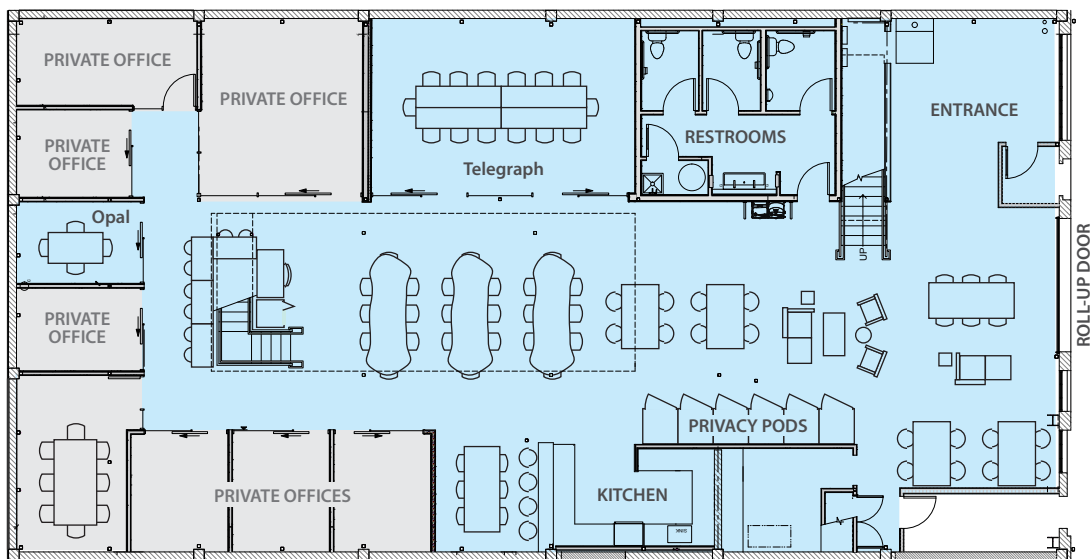 PRIVATE OFFICE
PRIVATE OFFICE
ENTRANCE
RESTROOMS
PRIVATE
OFFICE
Telegraph
Opal
UP
ROLL-UP DOOR
PRIVATE
OFFICE
PRIVACY PODS
PRIVATE OFFICES
KITCHEN
SINK